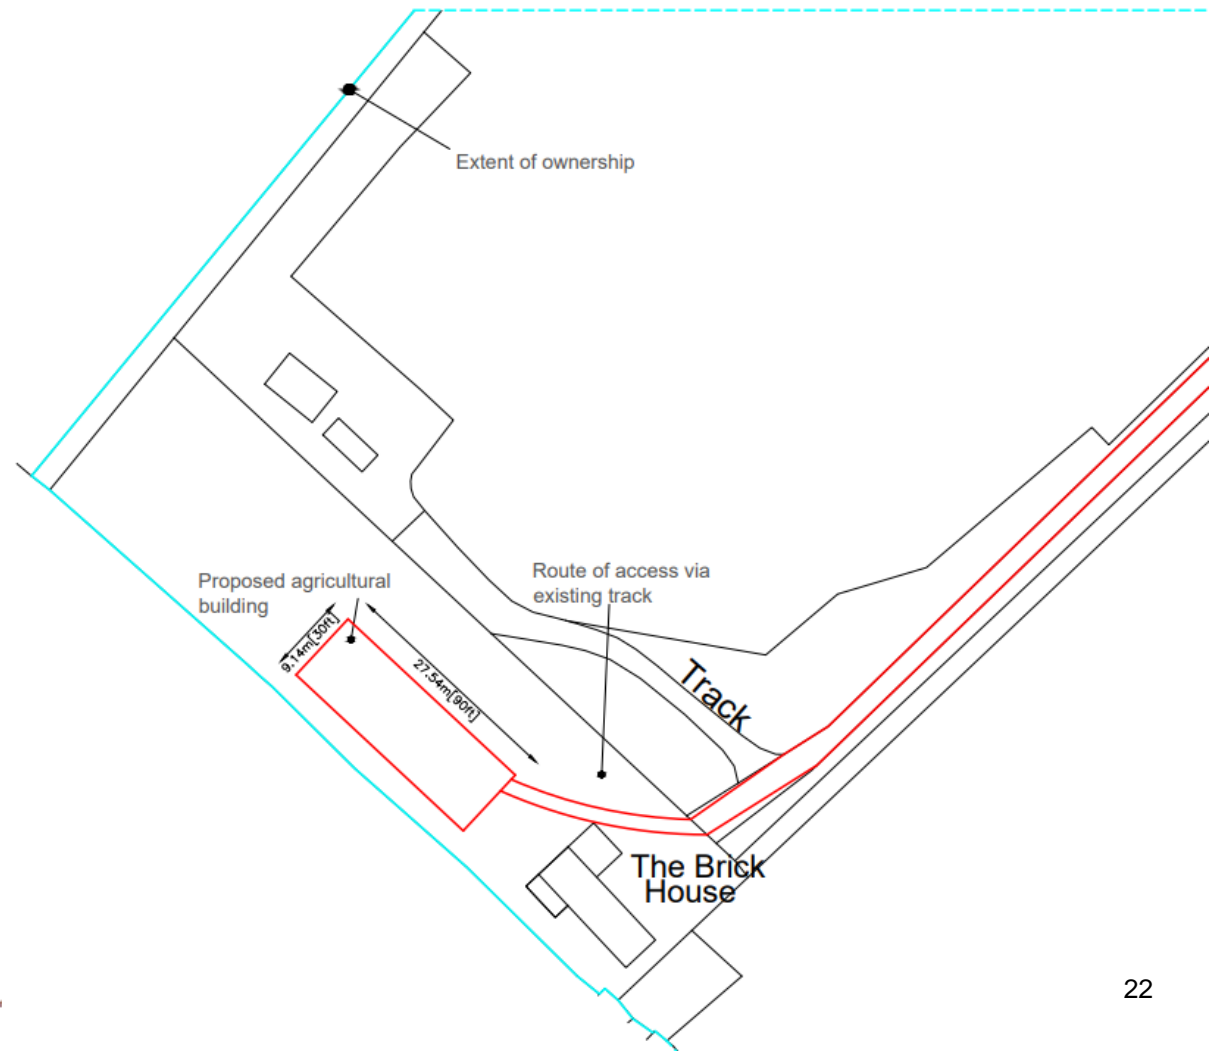 Extent of ownership
Proposed agricultural
building
Route of access via
existing track
9.14m[30ft]
27.54m[90ft]
Track
The Brick
House
22